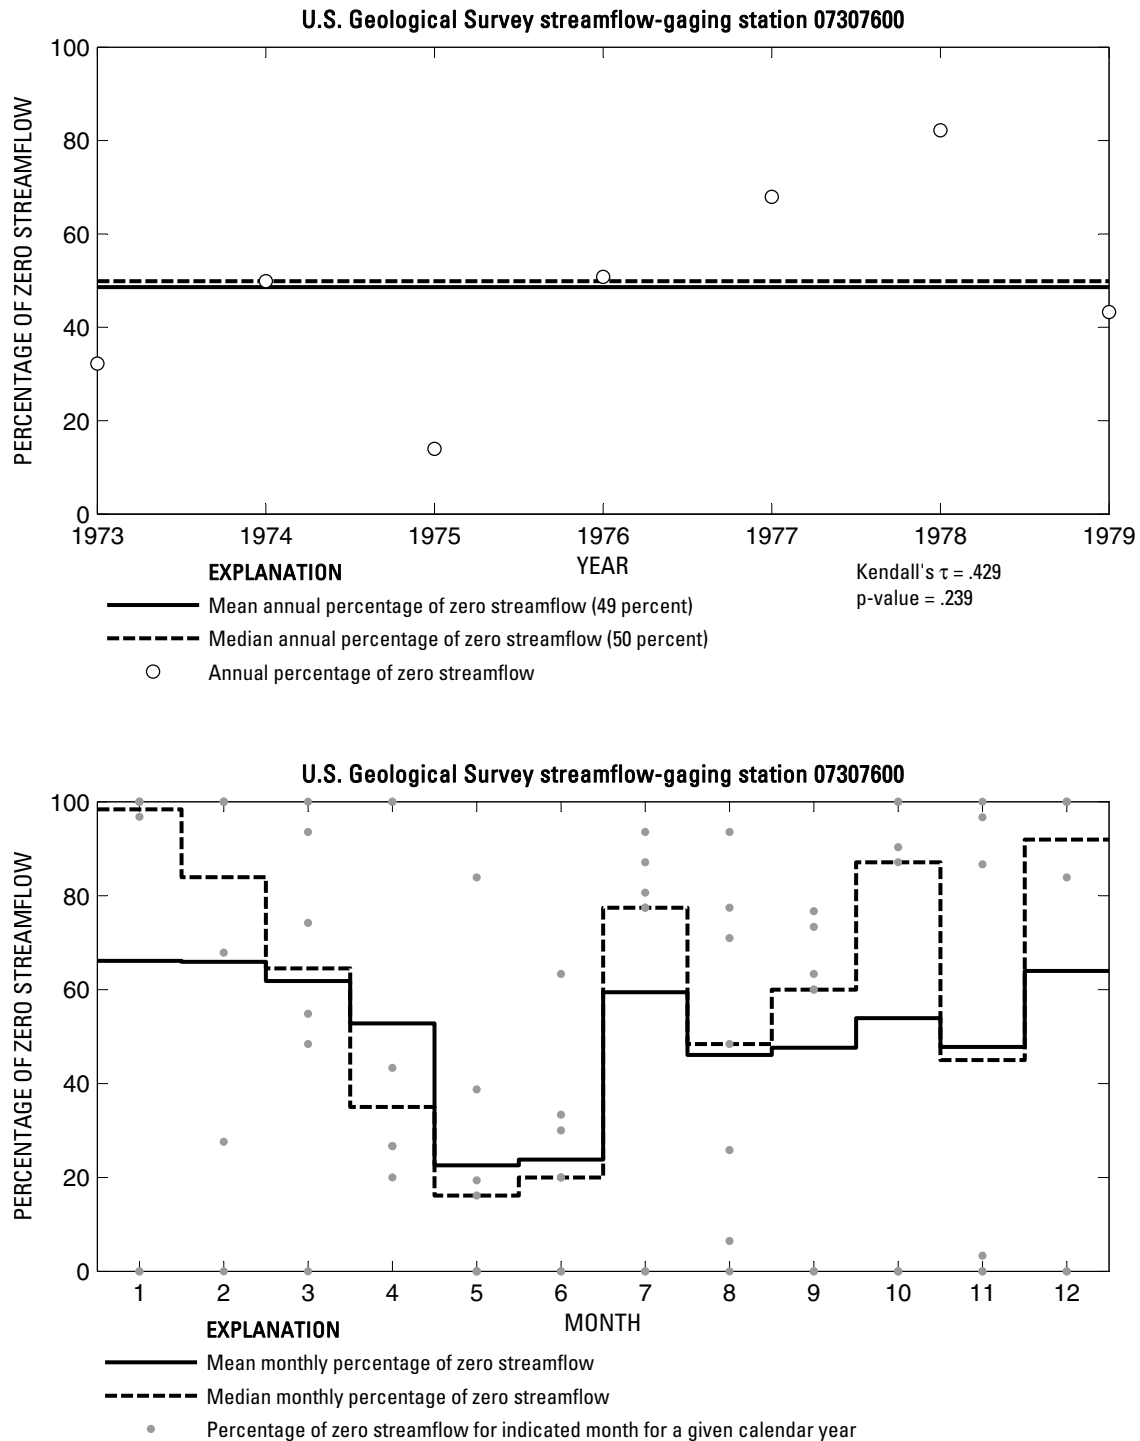 U.S. Geological Survey streamflow-gaging station 07307600
PERCENTAGE OF ZERO STREAMFLOW
100
80
60
40
20
0
1973 1974 1975 1976 1977 1978 1979
YEAR
EXPLANATION
Mean annual percentage of zero streamflow (49 percent)
Median annual percentage of zero streamflow (50 percent)
Annual percentage of zero streamflow
Kendall's τ = .429
p-value = .239
U.S. Geological Survey streamflow-gaging station 07307600
PERCENTAGE OF ZERO STREAMFLOW
100
80
60
40
20
0
1 2 3 4 5 6 7 8 9 10 11 12
MONTH
EXPLANATION
Mean monthly percentage of zero streamflow
Median monthly percentage of zero streamflow
Percentage of zero streamflow for indicated month for a given calendar year